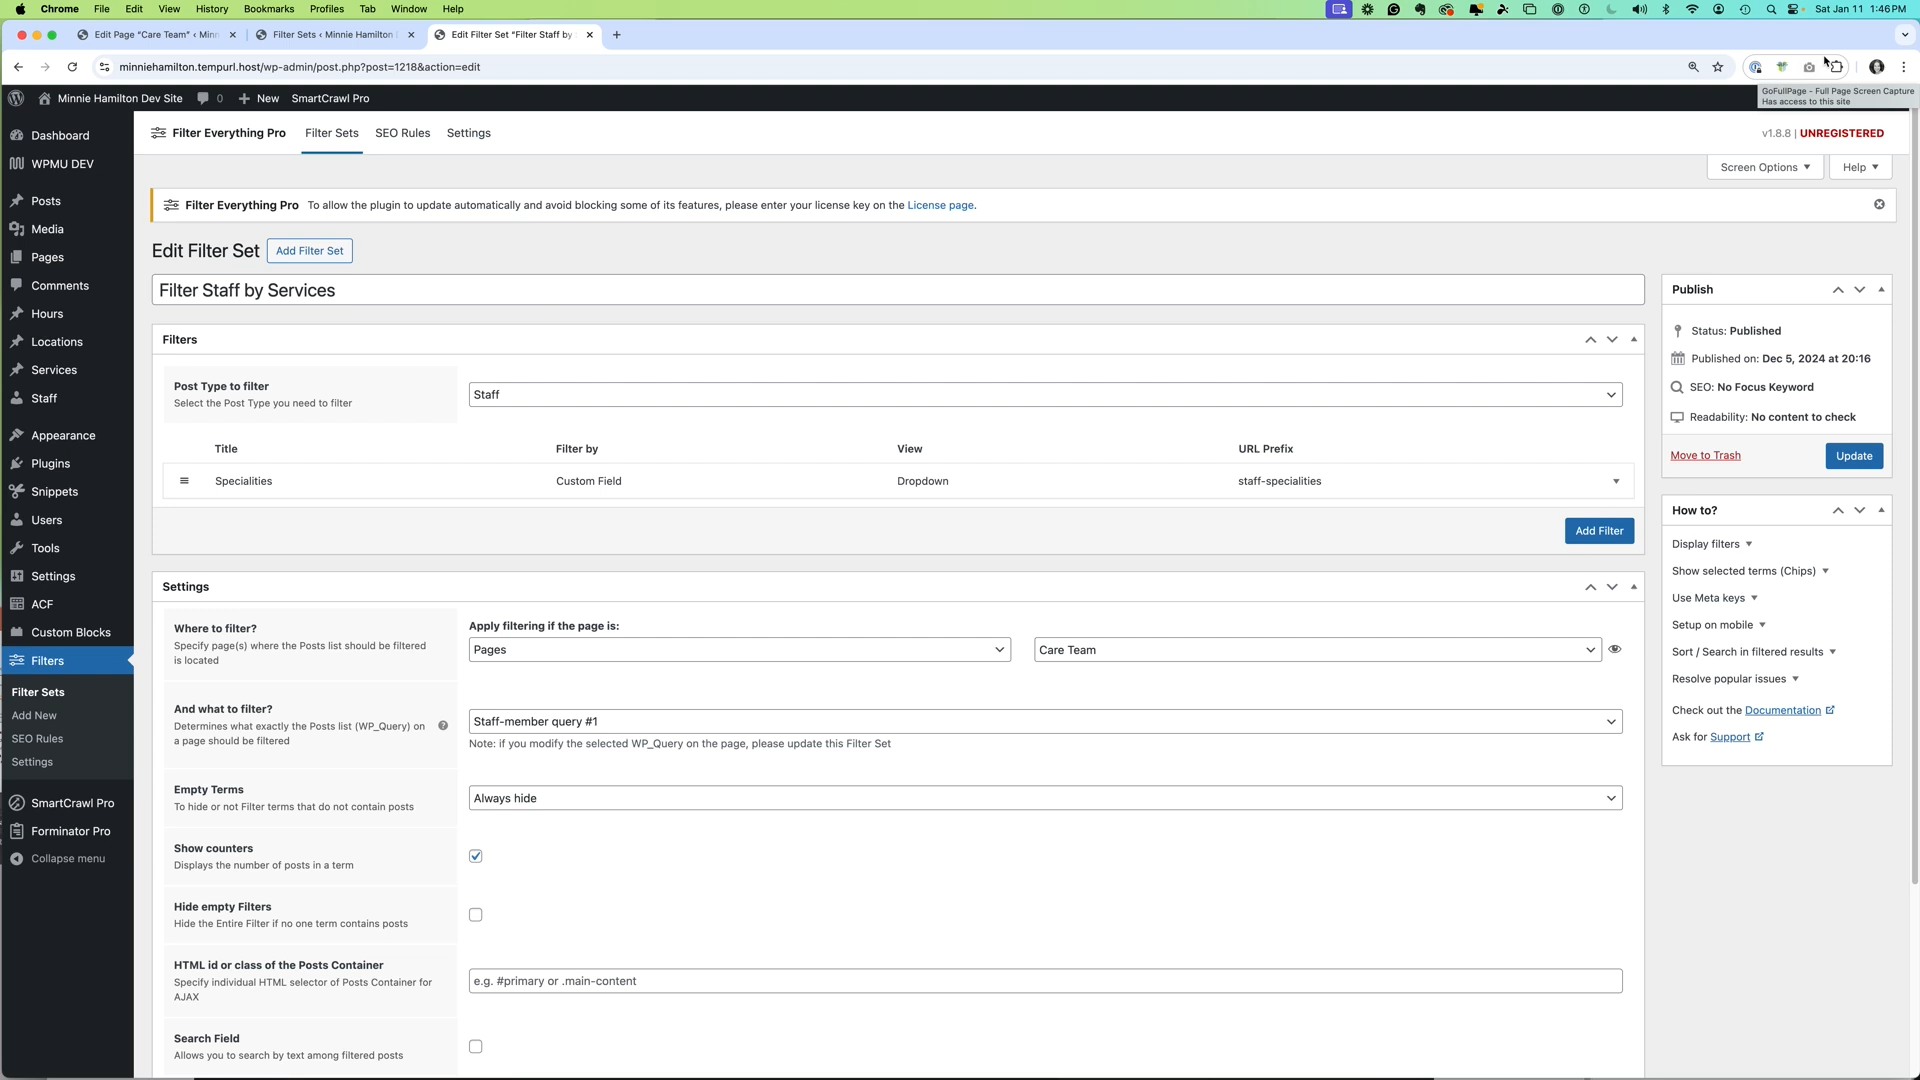 Chrome File Edit View History Bookmarks Profiles Tab Window Help Sat Jan 11 1:46 PM
Edit Page “Care Team” ‹ Minn Filter Sets ‹ Minnie Hamilton Edit Filter Set “Filter Staff by
minniehamilton.tempurl.host/wp-admin/post.php?post=1218&action=edit
GoFullPage - Full Page Screen Capture
Has access to this site
Minnie Hamilton Dev Site 0 New SmartCrawl Pro
Dashboard
WPMU DEV
Posts
Media
Pages
Comments
Hours
Locations
Services
Staff
Appearance
Plugins
Snippets
Users
Tools
Settings
ACF
Custom Blocks
Filters
Filter Sets
Add New
SEO Rules
Settings
SmartCrawl Pro
Forminator Pro
Collapse menu
Filter Everything Pro Filter Sets SEO Rules Settings v1.8.8 | UNREGISTERED
Screen Options Help
Filter Everything Pro To allow the plugin to update automatically and avoid blocking some of its features, please enter your license key on the License page.
Edit Filter Set Add Filter Set
Filter Staff by Services
Filters
Post Type to filter
Select the Post Type you need to filter
Staff
Title Filter by View URL Prefix
Specialities Custom Field Dropdown staff-specialities
Add Filter
Settings
Where to filter?
Specify page(s) where the Posts list should be filtered
is located
Apply filtering if the page is:
Pages Care Team
And what to filter?
Determines what exactly the Posts list (WP_Query) on
a page should be filtered
Staff-member query #1
Note: if you modify the selected WP_Query on the page, please update this Filter Set
Empty Terms
To hide or not Filter terms that do not contain posts
Always hide
Show counters
Displays the number of posts in a term
Hide empty Filters
Hide the Entire Filter if no one term contains posts
HTML id or class of the Posts Container
Specify individual HTML selector of Posts Container for
AJAX
e.g. #primary or .main-content
Search Field
Allows you to search by text among filtered posts
Publish
Status: Published
Published on: Dec 5, 2024 at 20:16
SEO: No Focus Keyword
Readability: No content to check
Move to Trash Update
How to?
Display filters
Show selected terms (Chips)
Use Meta keys
Setup on mobile
Sort / Search in filtered results
Resolve popular issues
Check out the Documentation
Ask for Support